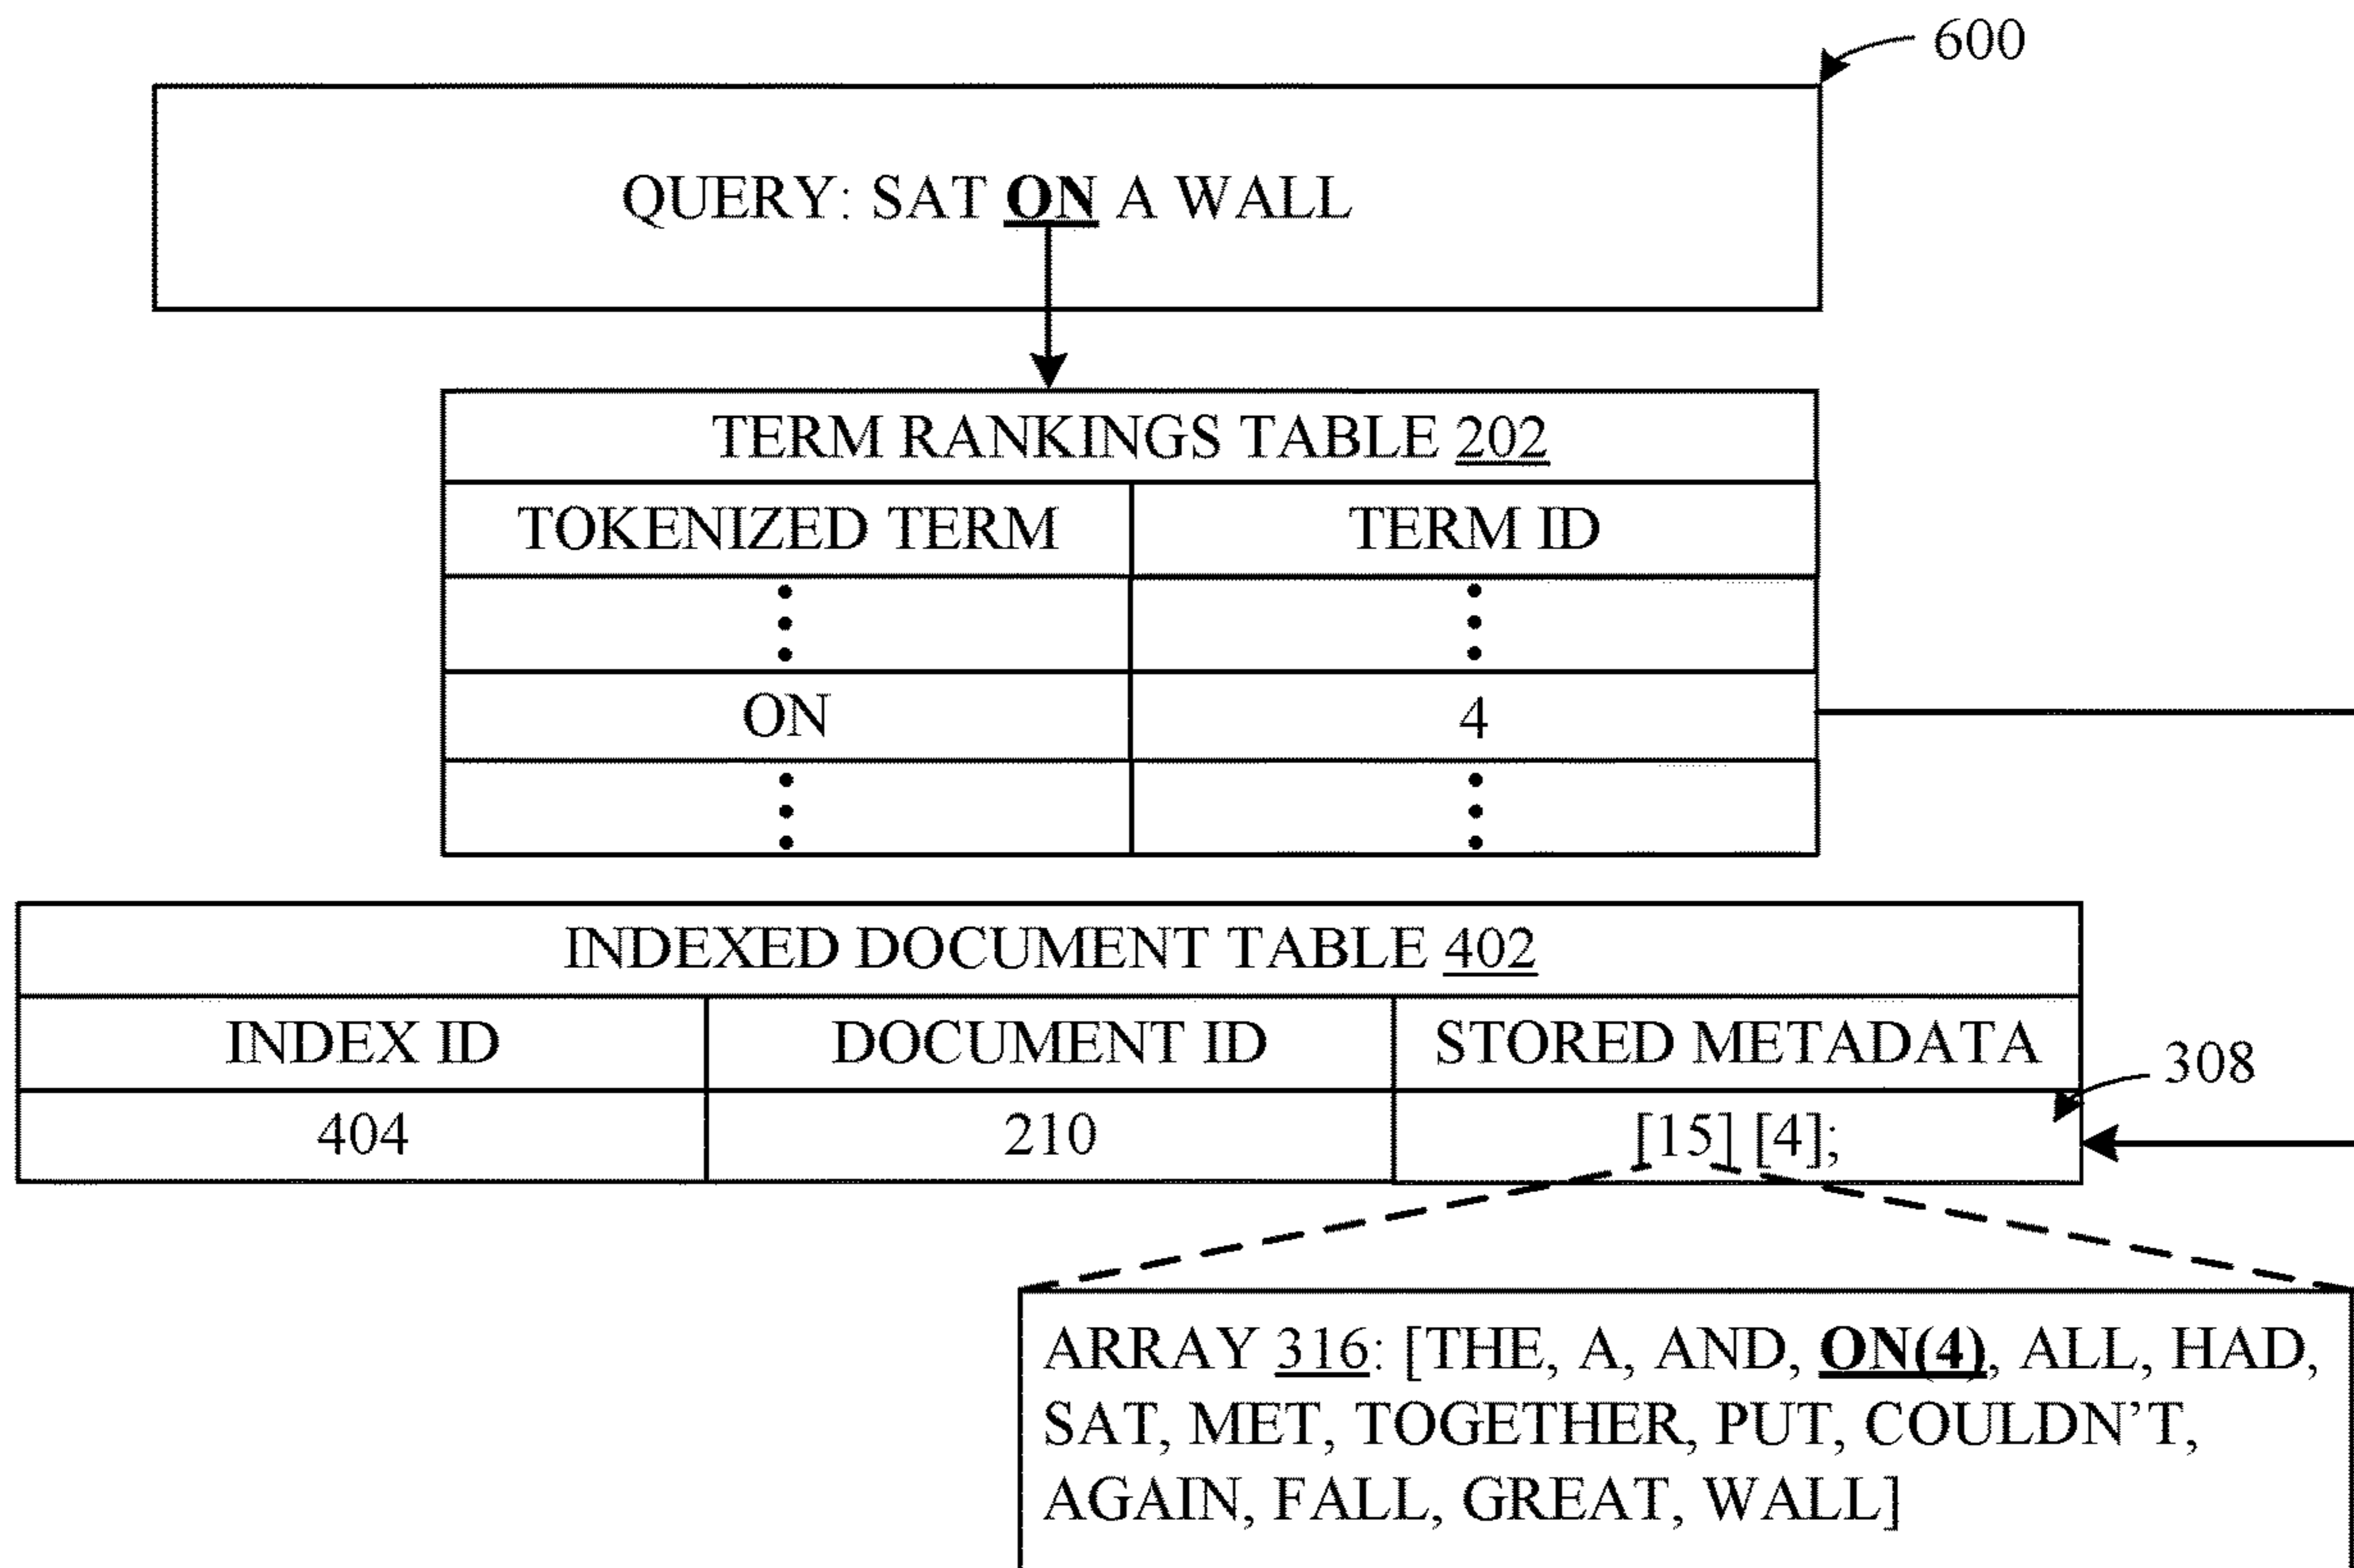 600
QUERY: SAT ON A WALL
TERM RANKINGS TABLE 202
TOKENIZED TERM TERM ID
ON 4
INDEXED DOCUMENT TABLE 402
INDEX ID DOCUMENT ID STORED METADATA
308
404 210 [15] [4];
ARRAY 316: [THE, A, AND, ON(4), ALL, HAD,
SAT, MET, TOGETHER, PUT, COULDN’T,
AGAIN, FALL, GREAT, WALL]